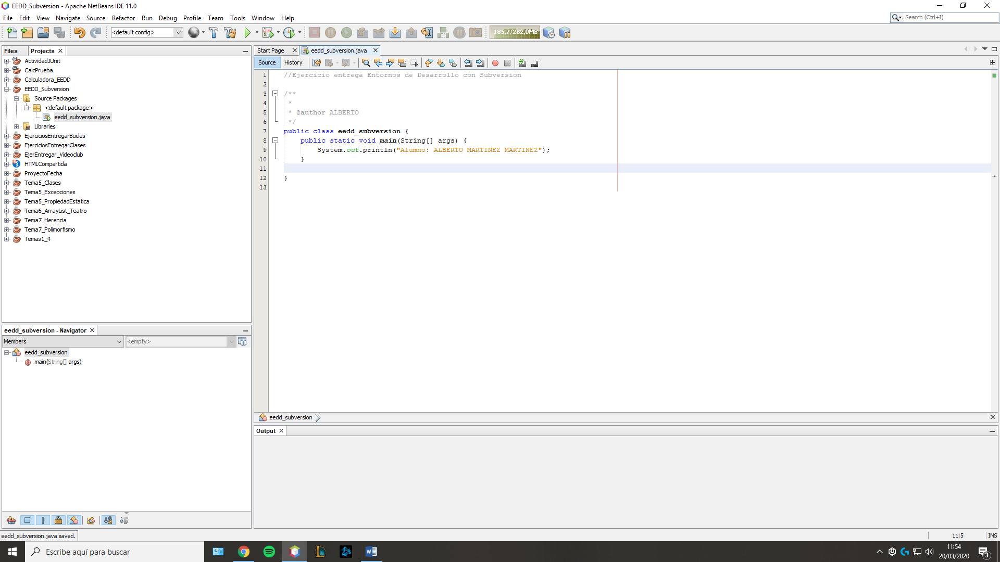 EEDD_Subversion - Apache NetBeans IDE 11.0
File Edit View Navigate Source Refactor Run Debug Profile Team Tools Window Help
Search (Ctrl+I)
<default config>
185,7/282,0MB
Files
Projects
ActividadJUnit
CalcPrueba
Calculadora_EEDD
EEDD_Subversion
Source Packages
<default package>
eedd_subversion.java
Libraries
EjerciciosEntregarBucles
EjerciciosEntregarClases
EjerEntregar_Videoclub
HTMLCompartida
ProyectoFecha
Tema5_Clases
Tema5_Excepciones
Tema5_PropiedadEstatica
Tema6_ArrayList_Teatro
Tema7_Herencia
Tema7_Polimorfismo
Temas1_4
Start Page
eedd_subversion.java
Source
History
1 //Ejercicio entrega Entornos de Desarrollo con Subversion
2
3 /**
4 *
5 * @author ALBERTO
6 */
7 public class eedd_subversion {
8 public static void main(String[] args) {
9 System.out.println("Alumno: ALBERTO MARTINEZ MARTINEZ");
10 }
11
12 }
13
eedd_subversion - Navigator
Members
<empty>
eedd_subversion
main(String[] args)
eedd_subversion
Output
eedd_subversion.java saved.
11:5
INS
Escribe aquí para buscar
11:54
20/03/2020
3